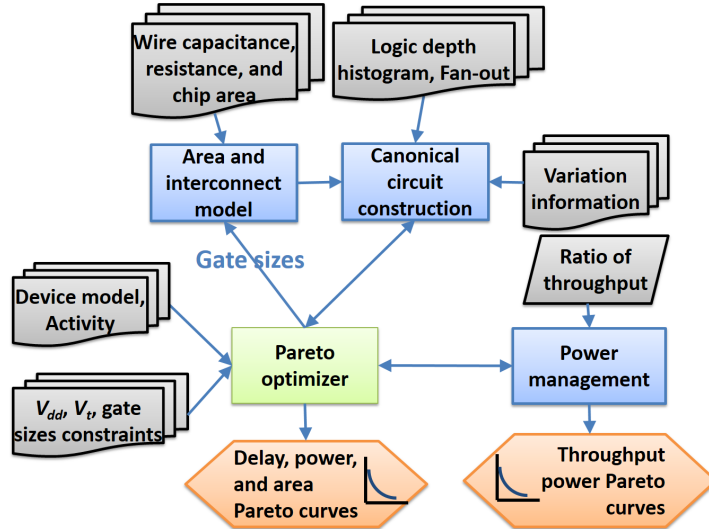 Wire capacitance,
resistance, and
chip area
Logic depth
histogram, Fan-out
Area and
interconnect
model
Canonical
circuit
construction
Variation
information
Gate sizes
Ratio of
throughput
Device model,
Activity
Pareto
optimizer
Power
management
Vdd, Vt, gate
sizes constraints
Delay, power,
and area
Pareto curves
Throughput
power Pareto
curves